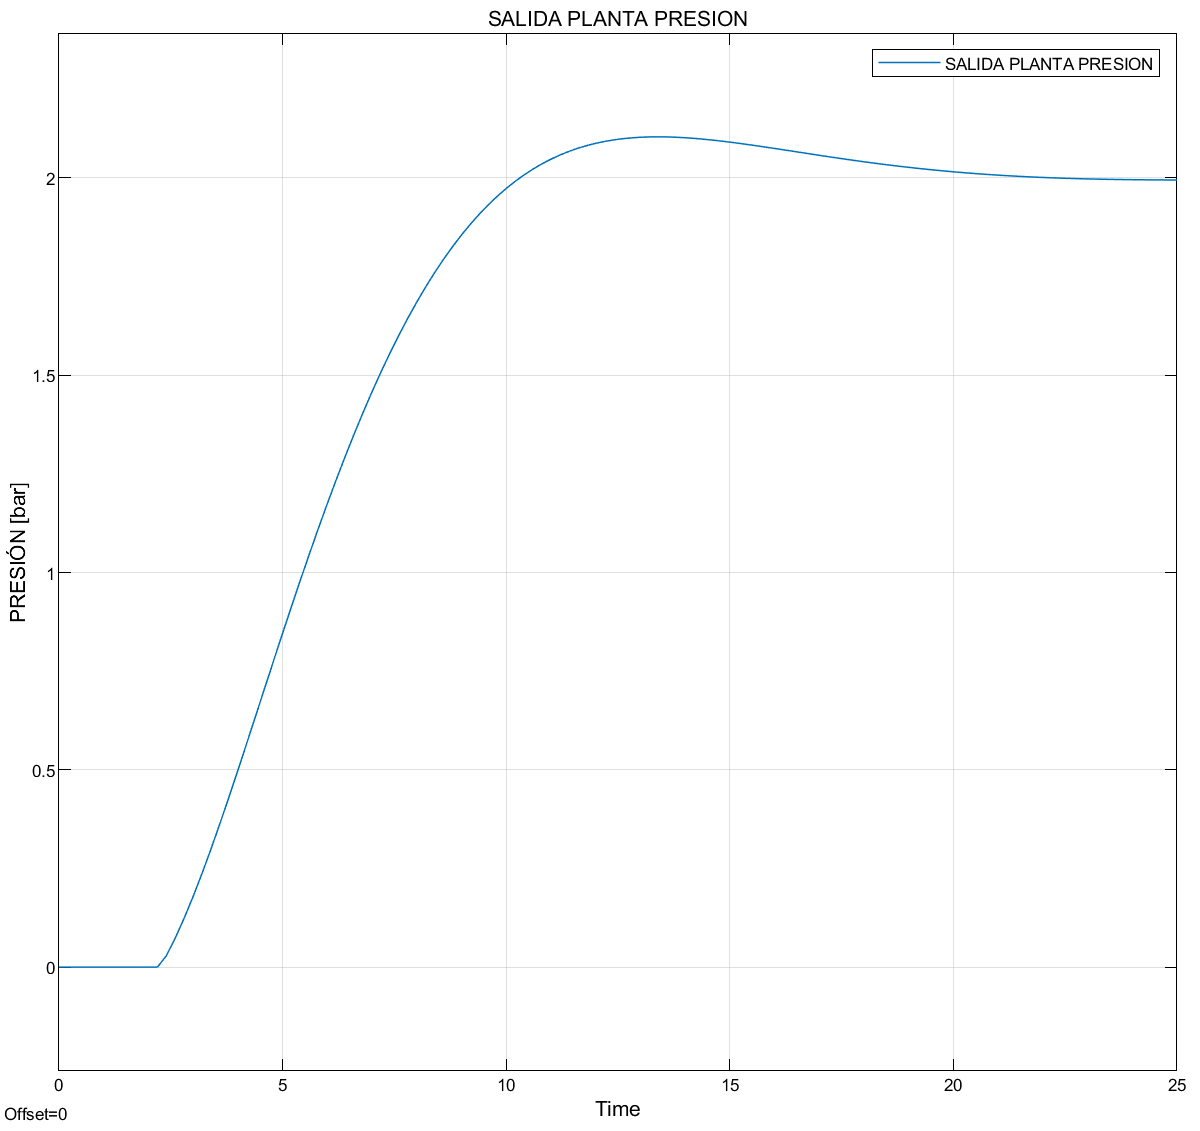 SALIDA PLANTA PRESION
SALIDA PLANTA PRESION
PRESIÓN [bar]
2
1.5
1
0.5
0
0 5 10 15 20 25
Time
Offset=0